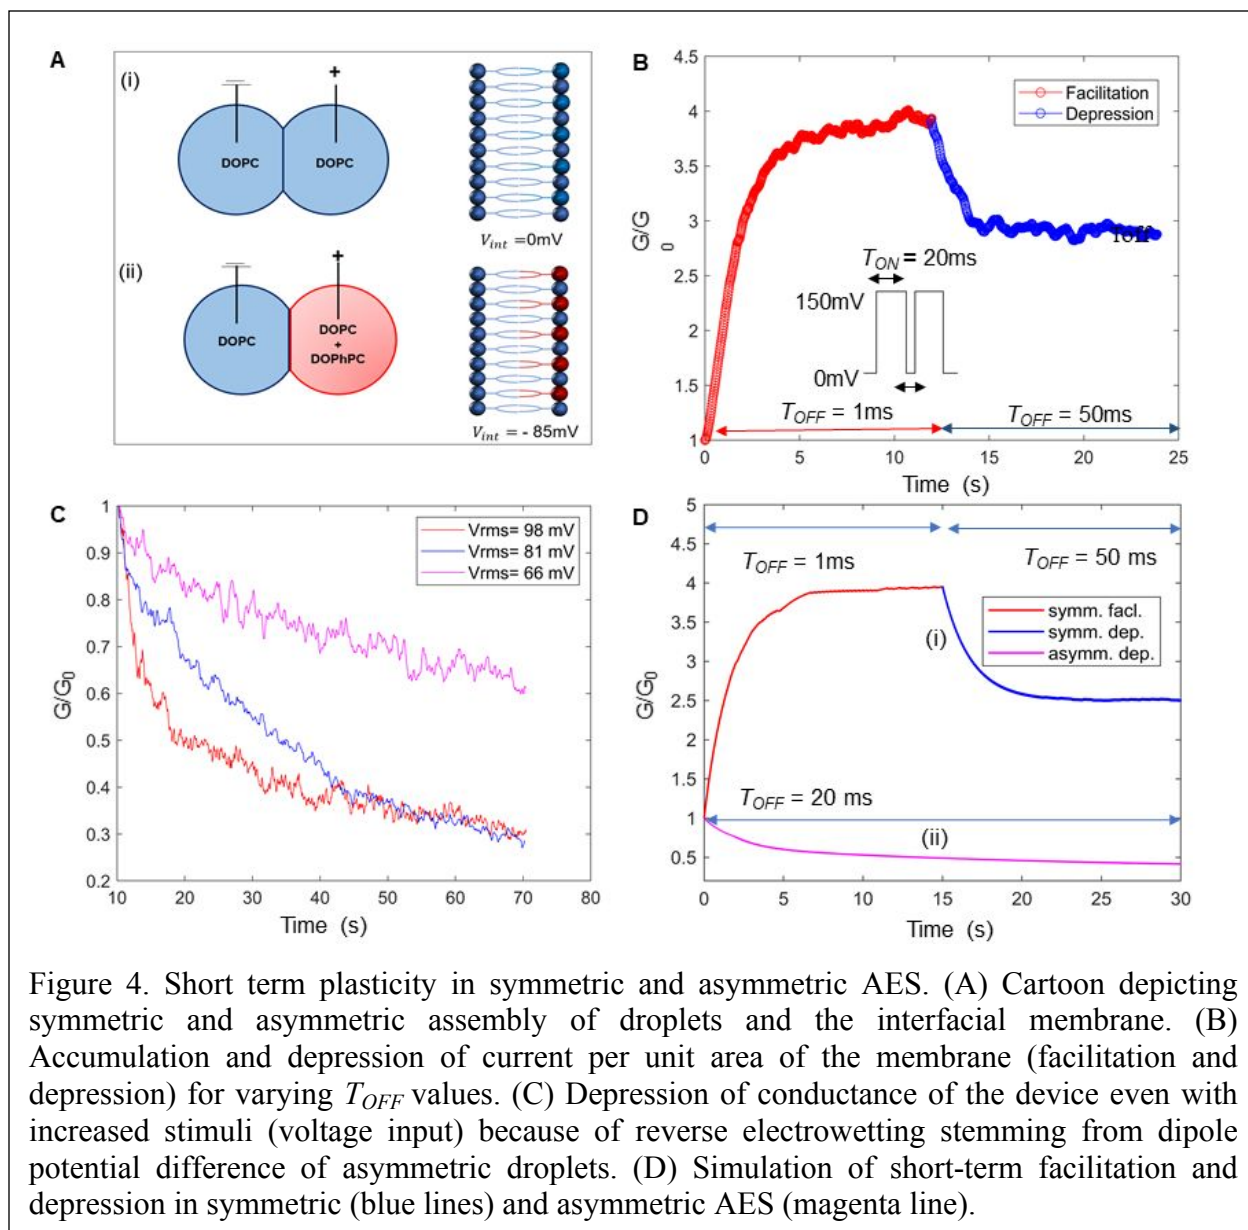 A
(i)
+
DOPC
DOPC
V_int =0mV
(ii)
+
DOPC
DOPC
+
DOPhPC
V_int = - 85mV
B
4.5
4
3.5
3
2.5
2
1.5
1
G/G
0
Facilitation
Depression
Toff
T_ON = 20ms
150mV
0mV
T_OFF = 1ms
T_OFF = 50ms
0
5
10
15
20
25
Time (s)
C
1
0.9
0.8
0.7
0.6
0.5
0.4
0.3
0.2
G/G0
Vrms= 98 mV
Vrms= 81 mV
Vrms= 66 mV
10
20
30
40
50
60
70
80
Time (s)
D
5
4.5
4
3.5
3
2.5
2
1.5
1
0.5
G/G0
T_OFF = 1ms
T_OFF = 50 ms
symm. facl.
symm. dep.
asymm. dep.
(i)
T_OFF = 20 ms
(ii)
0
5
10
15
20
25
30
Time (s)
Figure 4. Short term plasticity in symmetric and asymmetric AES. (A) Cartoon depicting
symmetric and asymmetric assembly of droplets and the interfacial membrane. (B)
Accumulation and depression of current per unit area of the membrane (facilitation and
depression) for varying T_OFF values. (C) Depression of conductance of the device even with
increased stimuli (voltage input) because of reverse electrowetting stemming from dipole
potential difference of asymmetric droplets. (D) Simulation of short-term facilitation and
depression in symmetric (blue lines) and asymmetric AES (magenta line).